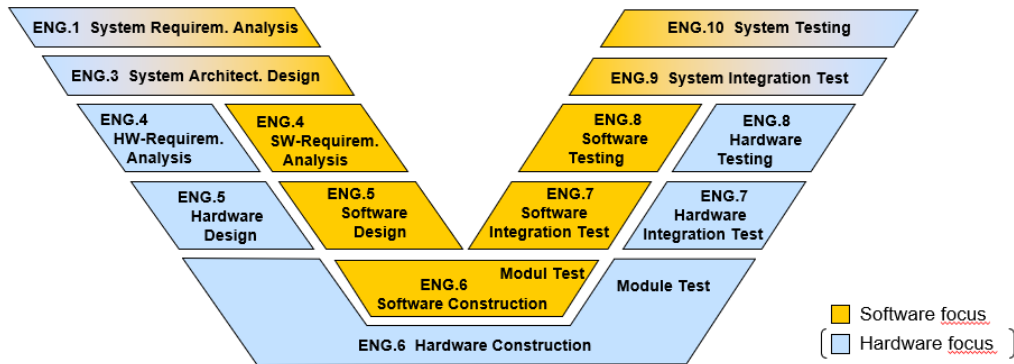 ENG.1 System Requirem. Analysis
ENG.10 System Testing
ENG.3 System Architect. Design
ENG.9 System Integration Test
ENG.4
HW-Requirem.
Analysis
ENG.4
SW-Requirem.
Analysis
ENG.8
Software
Testing
ENG.8
Hardware
Testing
ENG.5
Hardware
Design
ENG.5
Software
Design
ENG.7
Software
Integration Test
ENG.7
Hardware
Integration Test
Modul Test
ENG.6
Software Construction
Module Test
ENG.6 Hardware Construction
Software focus
Hardware focus